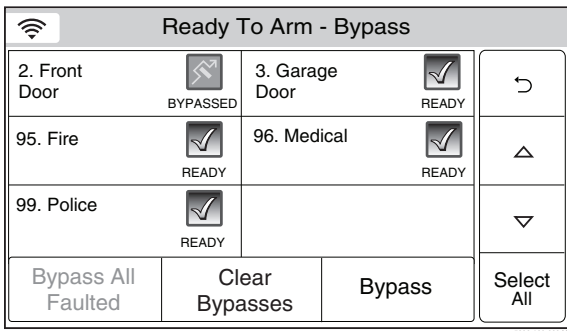 Ready To Arm - Bypass
2. Front
Door
BYPASSED
3. Garage
Door
READY
95. Fire
READY
96. Medical
READY
99. Police
READY
Bypass All
Faulted
Clear
Bypasses
Bypass
Select
All